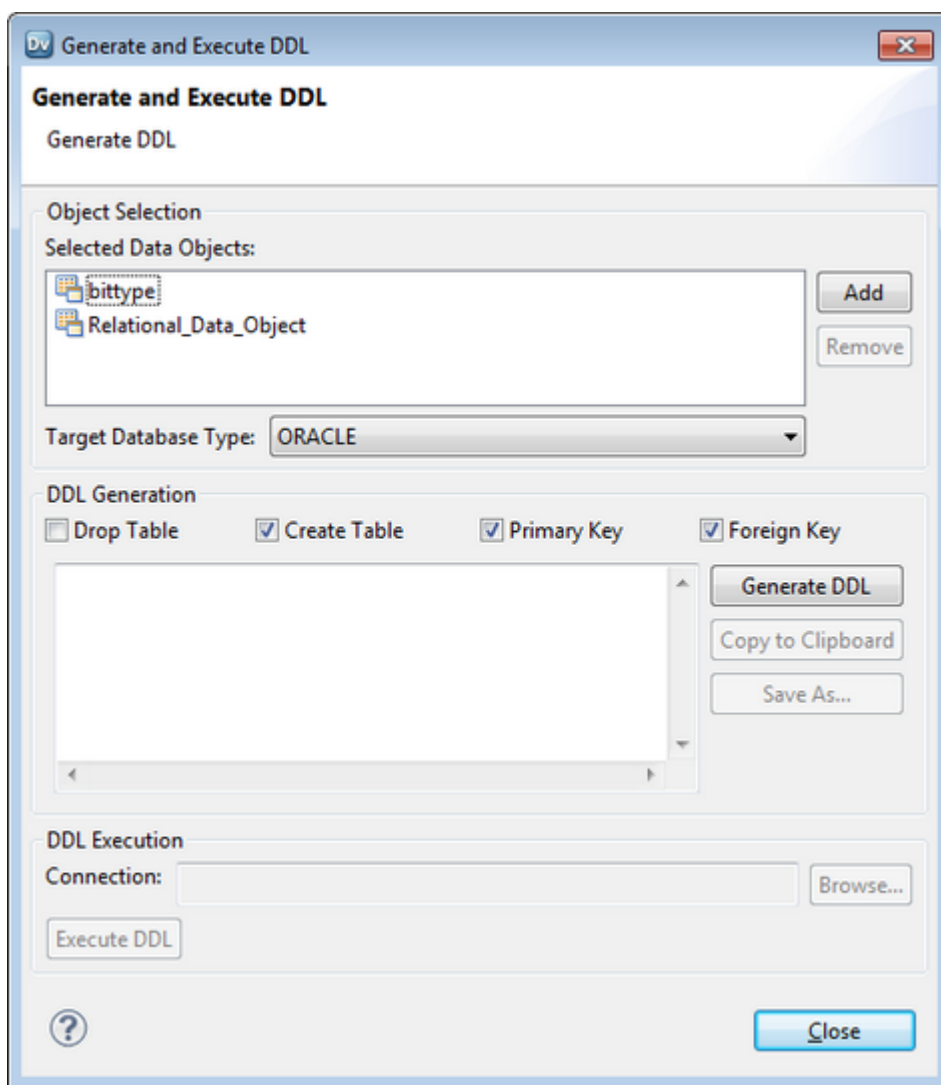 Dv Generate and Execute DDL
Generate and Execute DDL
Generate DDL
Object Selection
Selected Data Objects:
bittype
Relational_Data_Object
Add
Remove
Target Database Type: ORACLE
DDL Generation
Drop Table Create Table Primary Key Foreign Key
Generate DDL
Copy to Clipboard
Save As...
DDL Execution
Connection: Browse...
Execute DDL
? Close